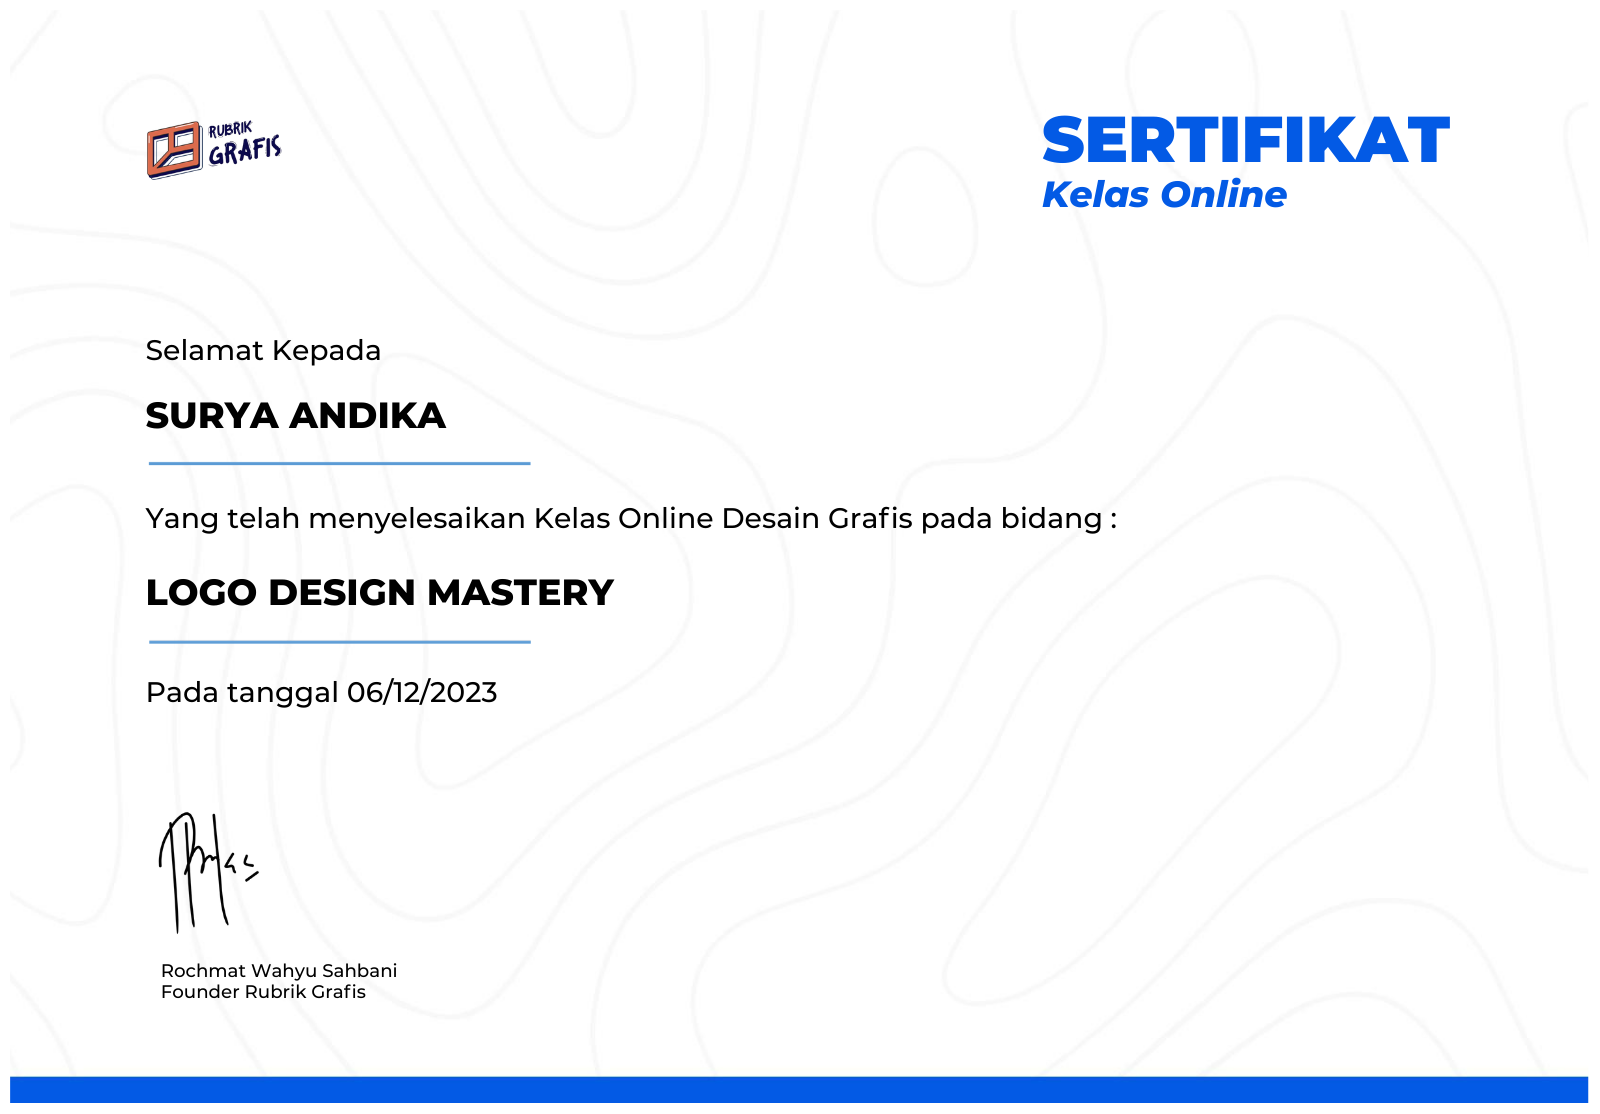 RUBRIK
GRAFIS
SERTIFIKAT
Kelas Online
Selamat Kepada
SURYA ANDIKA
Yang telah menyelesaikan Kelas Online Desain Grafis pada bidang :
LOGO DESIGN MASTERY
Pada tanggal 06/12/2023
Rochmat Wahyu Sahbani
Founder Rubrik Grafis